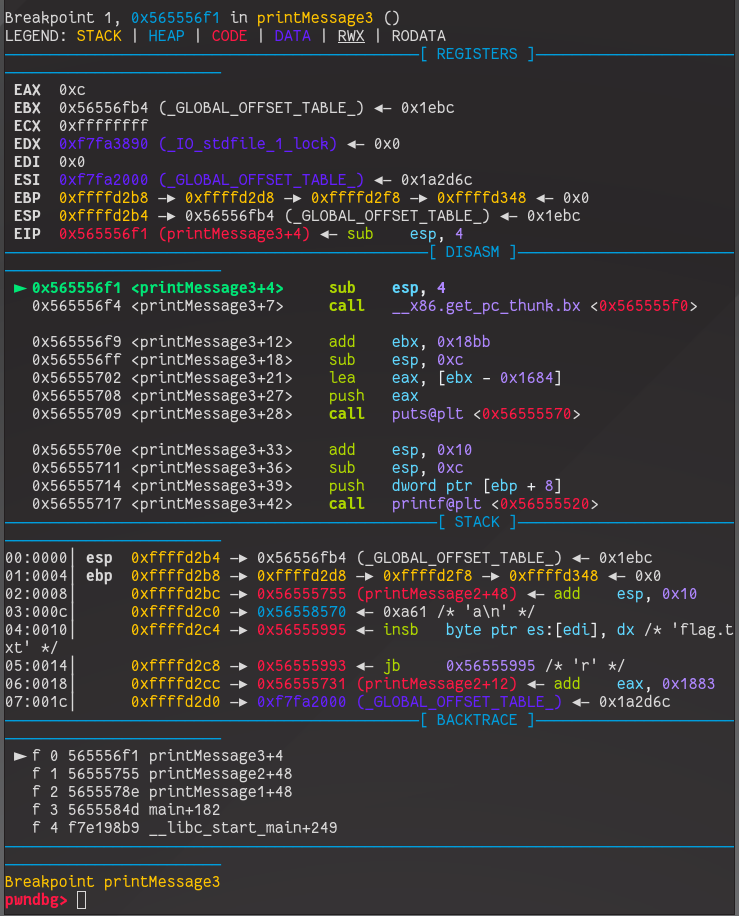 Breakpoint 1, 0x565556f1 in printMessage3 ()
LEGEND: STACK | HEAP | CODE | DATA | RWX | RODATA
[ REGISTERS ]
EAX  0xc
EBX  0x56556fb4 (_GLOBAL_OFFSET_TABLE_) ◂— 0x1ebc
ECX  0xffffffff
EDX  0xf7fa3890 (_IO_stdfile_1_lock) ◂— 0x0
EDI  0x0
ESI  0xf7fa2000 (_GLOBAL_OFFSET_TABLE_) ◂— 0x1a2d6c
EBP  0xffffd2b8 —▸ 0xffffd2d8 —▸ 0xffffd2f8 —▸ 0xffffd348 ◂— 0x0
ESP  0xffffd2b4 —▸ 0x56556fb4 (_GLOBAL_OFFSET_TABLE_) ◂— 0x1ebc
EIP  0x565556f1 (printMessage3+4) ◂— sub    esp, 4
[ DISASM ]
► 0x565556f1 <printMessage3+4>     sub    esp, 4
0x565556f4 <printMessage3+7>     call   __x86.get_pc_thunk.bx <0x565555f0>
0x565556f9 <printMessage3+12>    add    ebx, 0x18bb
0x565556ff <printMessage3+18>    sub    esp, 0xc
0x56555702 <printMessage3+21>    lea    eax, [ebx - 0x1684]
0x56555708 <printMessage3+27>    push   eax
0x56555709 <printMessage3+28>    call   puts@plt <0x56555570>
0x5655570e <printMessage3+33>    add    esp, 0x10
0x56555711 <printMessage3+36>    sub    esp, 0xc
0x56555714 <printMessage3+39>    push   dword ptr [ebp + 8]
0x56555717 <printMessage3+42>    call   printf@plt <0x56555520>
[ STACK ]
00:0000│ esp  0xffffd2b4 —▸ 0x56556fb4 (_GLOBAL_OFFSET_TABLE_) ◂— 0x1ebc
01:0004│ ebp  0xffffd2b8 —▸ 0xffffd2d8 —▸ 0xffffd2f8 —▸ 0xffffd348 ◂— 0x0
02:0008│      0xffffd2bc —▸ 0x56555755 (printMessage2+48) ◂— add    esp, 0x10
03:000c│      0xffffd2c0 —▸ 0x56558570 ◂— 0xa61 /* 'a\n' */
04:0010│      0xffffd2c4 —▸ 0x56555995 ◂— insb   byte ptr es:[edi], dx /* 'flag.t
xt' */
05:0014│      0xffffd2c8 —▸ 0x56555993 ◂— jb     0x56555995 /* 'r' */
06:0018│      0xffffd2cc —▸ 0x56555731 (printMessage2+12) ◂— add    eax, 0x1883
07:001c│      0xffffd2d0 —▸ 0xf7fa2000 (_GLOBAL_OFFSET_TABLE_) ◂— 0x1a2d6c
[ BACKTRACE ]
► f 0 565556f1 printMessage3+4
f 1 56555755 printMessage2+48
f 2 5655578e printMessage1+48
f 3 5655584d main+182
f 4 f7e198b9 __libc_start_main+249
Breakpoint printMessage3
pwndbg>